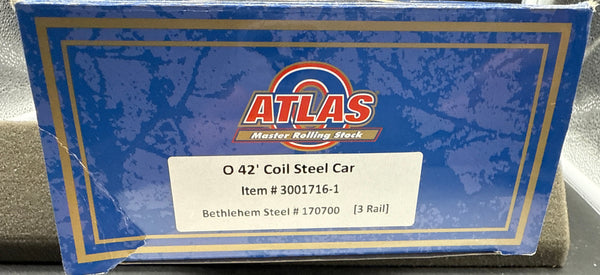 ATLAS
Master Rolling Stock
O 42' Coil Steel Car
Item # 3001716-1
Bethlehem Steel # 170700 [3 Rail]